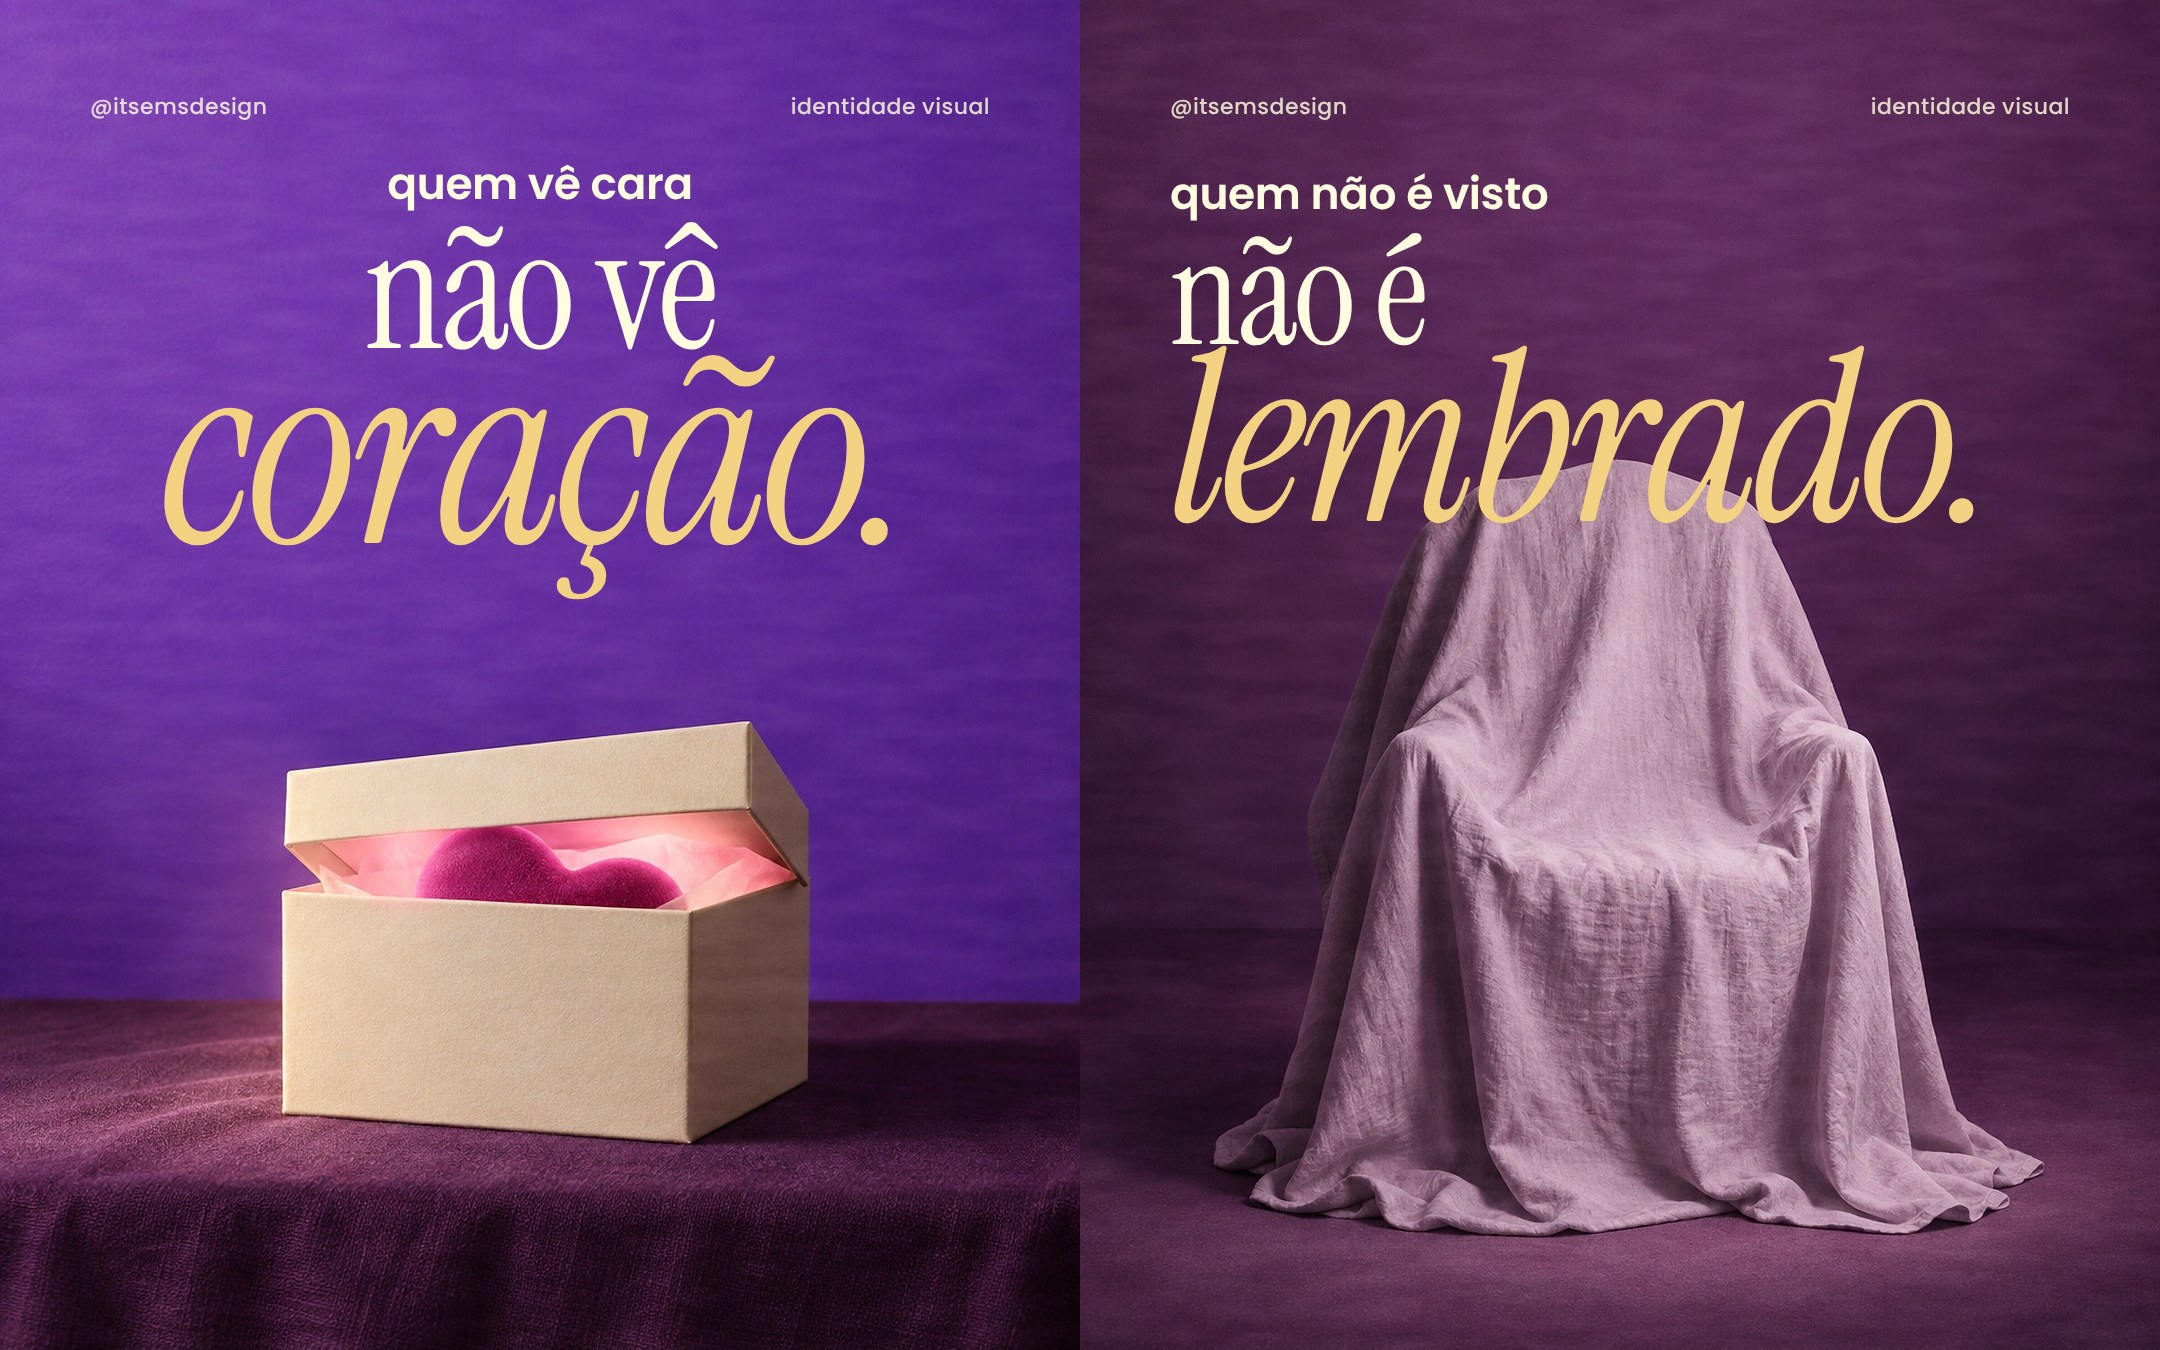 @itsemsdesign
identidade visual
quem vê cara
não vê
coração.
@itsemsdesign
identidade visual
quem não é visto
não é
lembrado.